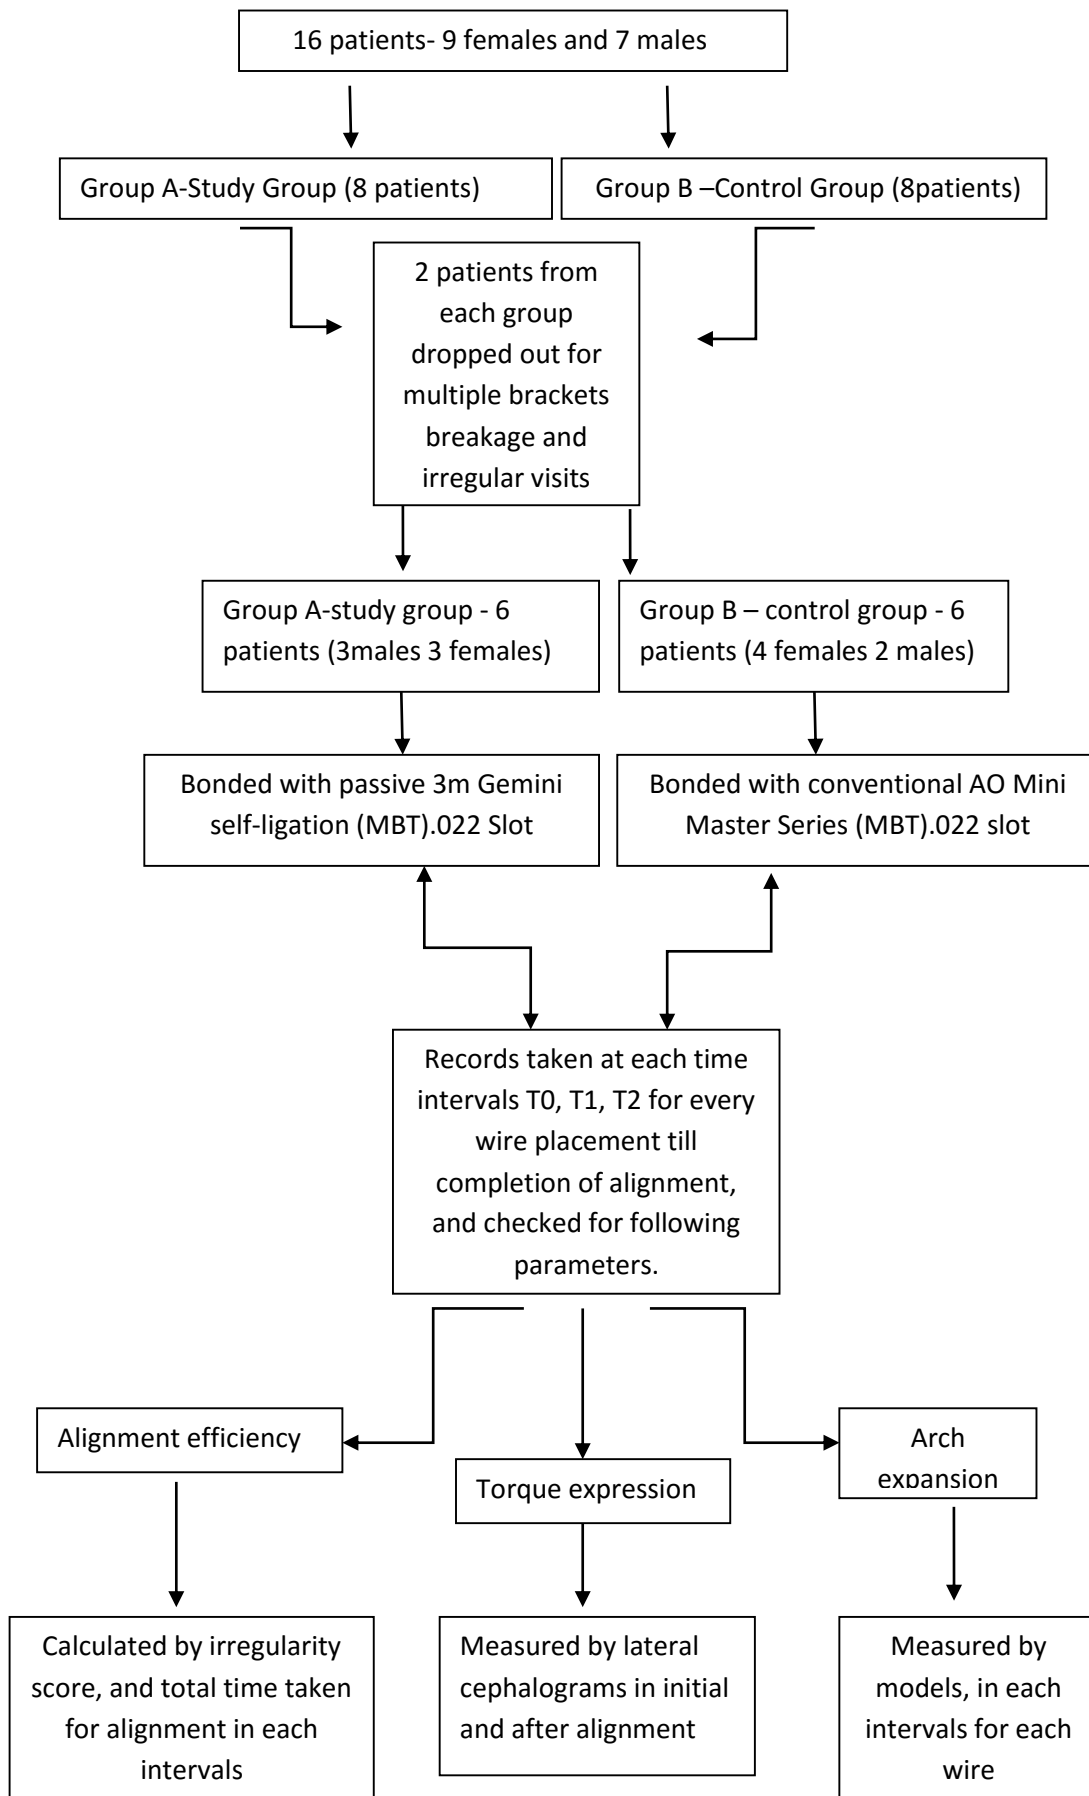 16 patients- 9 females and 7 males
Group A-Study Group (8 patients)
Group B –Control Group (8patients)
2 patients from
each group
dropped out for
multiple brackets
breakage and
irregular visits
Group A-study group - 6
patients (3males 3 females)
Group B – control group - 6
patients (4 females 2 males)
Bonded with passive 3m Gemini
self-ligation (MBT).022 Slot
Bonded with conventional AO Mini
Master Series (MBT).022 slot
Records taken at each time
intervals T0, T1, T2 for every
wire placement till
completion of alignment,
and checked for following
parameters.
Alignment efficiency
Torque expression
Arch
expansion
Calculated by irregularity
score, and total time taken
for alignment in each
intervals
Measured by lateral
cephalograms in initial
and after alignment
Measured by
models, in each
intervals for each
wire